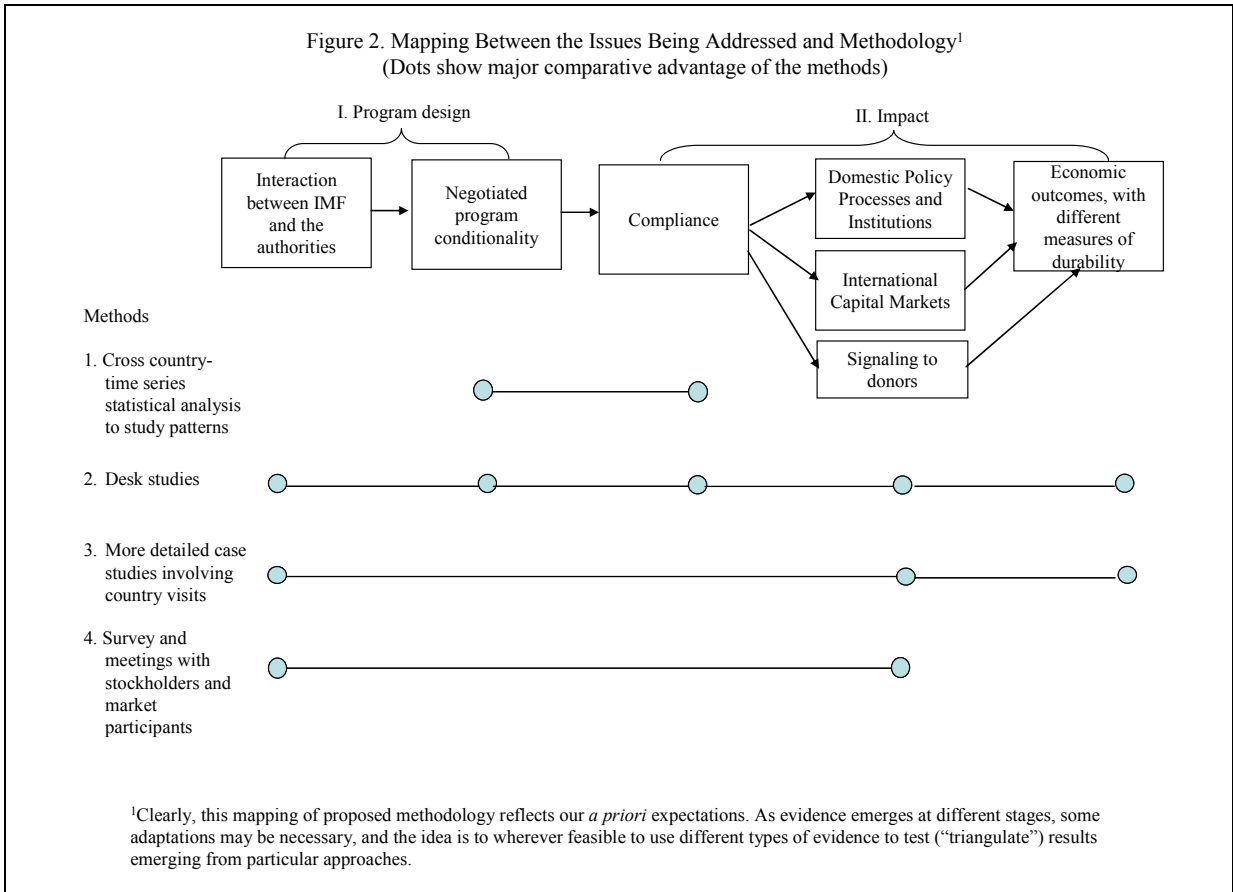 Figure 2. Mapping Between the Issues Being Addressed and Methodology¹
(Dots show major comparative advantage of the methods)
I. Program design
II. Impact
Interaction
between IMF
and the
authorities
Negotiated
program
conditionality
Compliance
Domestic Policy
Processes and
Institutions
International
Capital Markets
Signaling to
donors
Economic
outcomes, with
different
measures of
durability
Methods
1. Cross country-
time series
statistical analysis
to study patterns
2. Desk studies
3. More detailed case
studies involving
country visits
4. Survey and
meetings with
stockholders and
market
participants
¹Clearly, this mapping of proposed methodology reflects our a priori expectations. As evidence emerges at different stages, some
adaptations may be necessary, and the idea is to wherever feasible to use different types of evidence to test (“triangulate”) results
emerging from particular approaches.